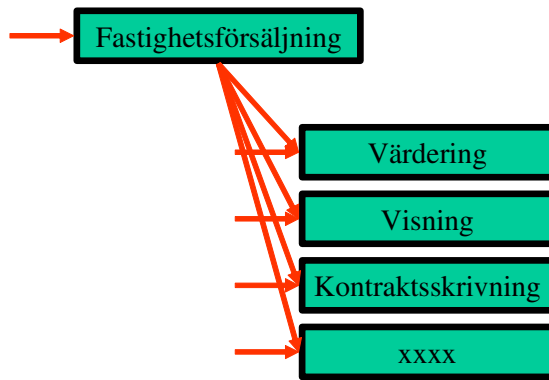 Fastighetsförsäljning
Värdering
Visning
Kontraktsskrivning
xxxx